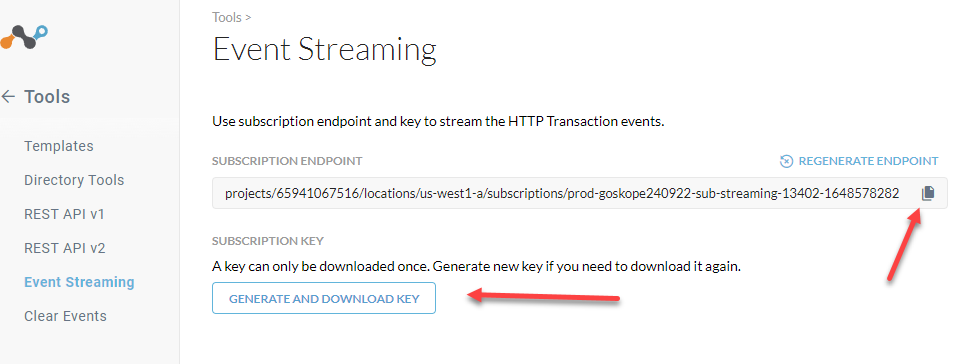 Tools >
Event Streaming
Tools
Templates
Directory Tools
REST API v1
REST API v2
Event Streaming
Clear Events
Use subscription endpoint and key to stream the HTTP Transaction events.
SUBSCRIPTION ENDPOINT
REGENERATE ENDPOINT
projects/65941067516/locations/us-west1-a/subscriptions/prod-goskope240922-sub-streaming-13402-1648578282
SUBSCRIPTION KEY
A key can only be downloaded once. Generate new key if you need to download it again.
GENERATE AND DOWNLOAD KEY